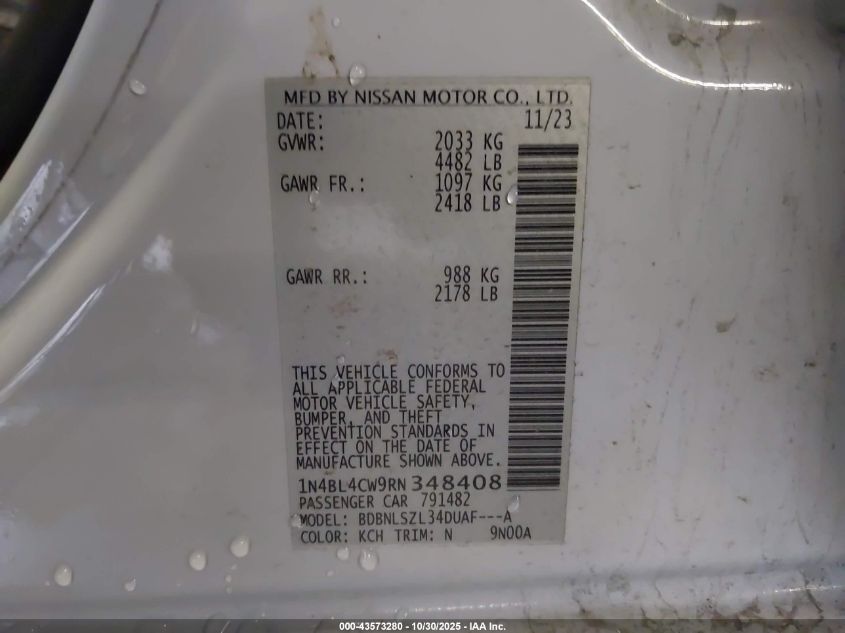 MFD BY NISSAN MOTOR CO., LTD.
DATE: 11/23
GVWR: 2033 KG
4482 LB
GAWR FR.: 1097 KG
2418 LB
GAWR RR.: 988 KG
2178 LB
THIS VEHICLE CONFORMS TO
ALL APPLICABLE FEDERAL
MOTOR VEHICLE SAFETY,
BUMPER, AND THEFT
PREVENTION STANDARDS IN
EFFECT ON THE DATE OF
MANUFACTURE SHOWN ABOVE.
1N4BL4CW9RN348408
PASSENGER CAR 791482
MODEL: BDBNLSZL34DUAF---A
COLOR: KCH TRIM: N 9N00A
000-43573280 - 10/30/2025 - IAA Inc.